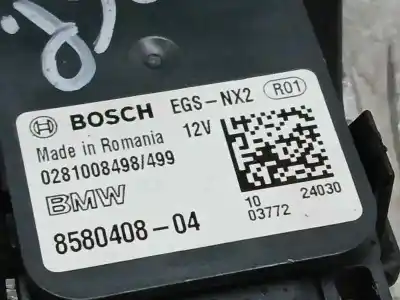 BOSCH EGS-NX2 R01
Made in Romania 12V
0281008498/499
BMW
8580408-04
10 24030
03772